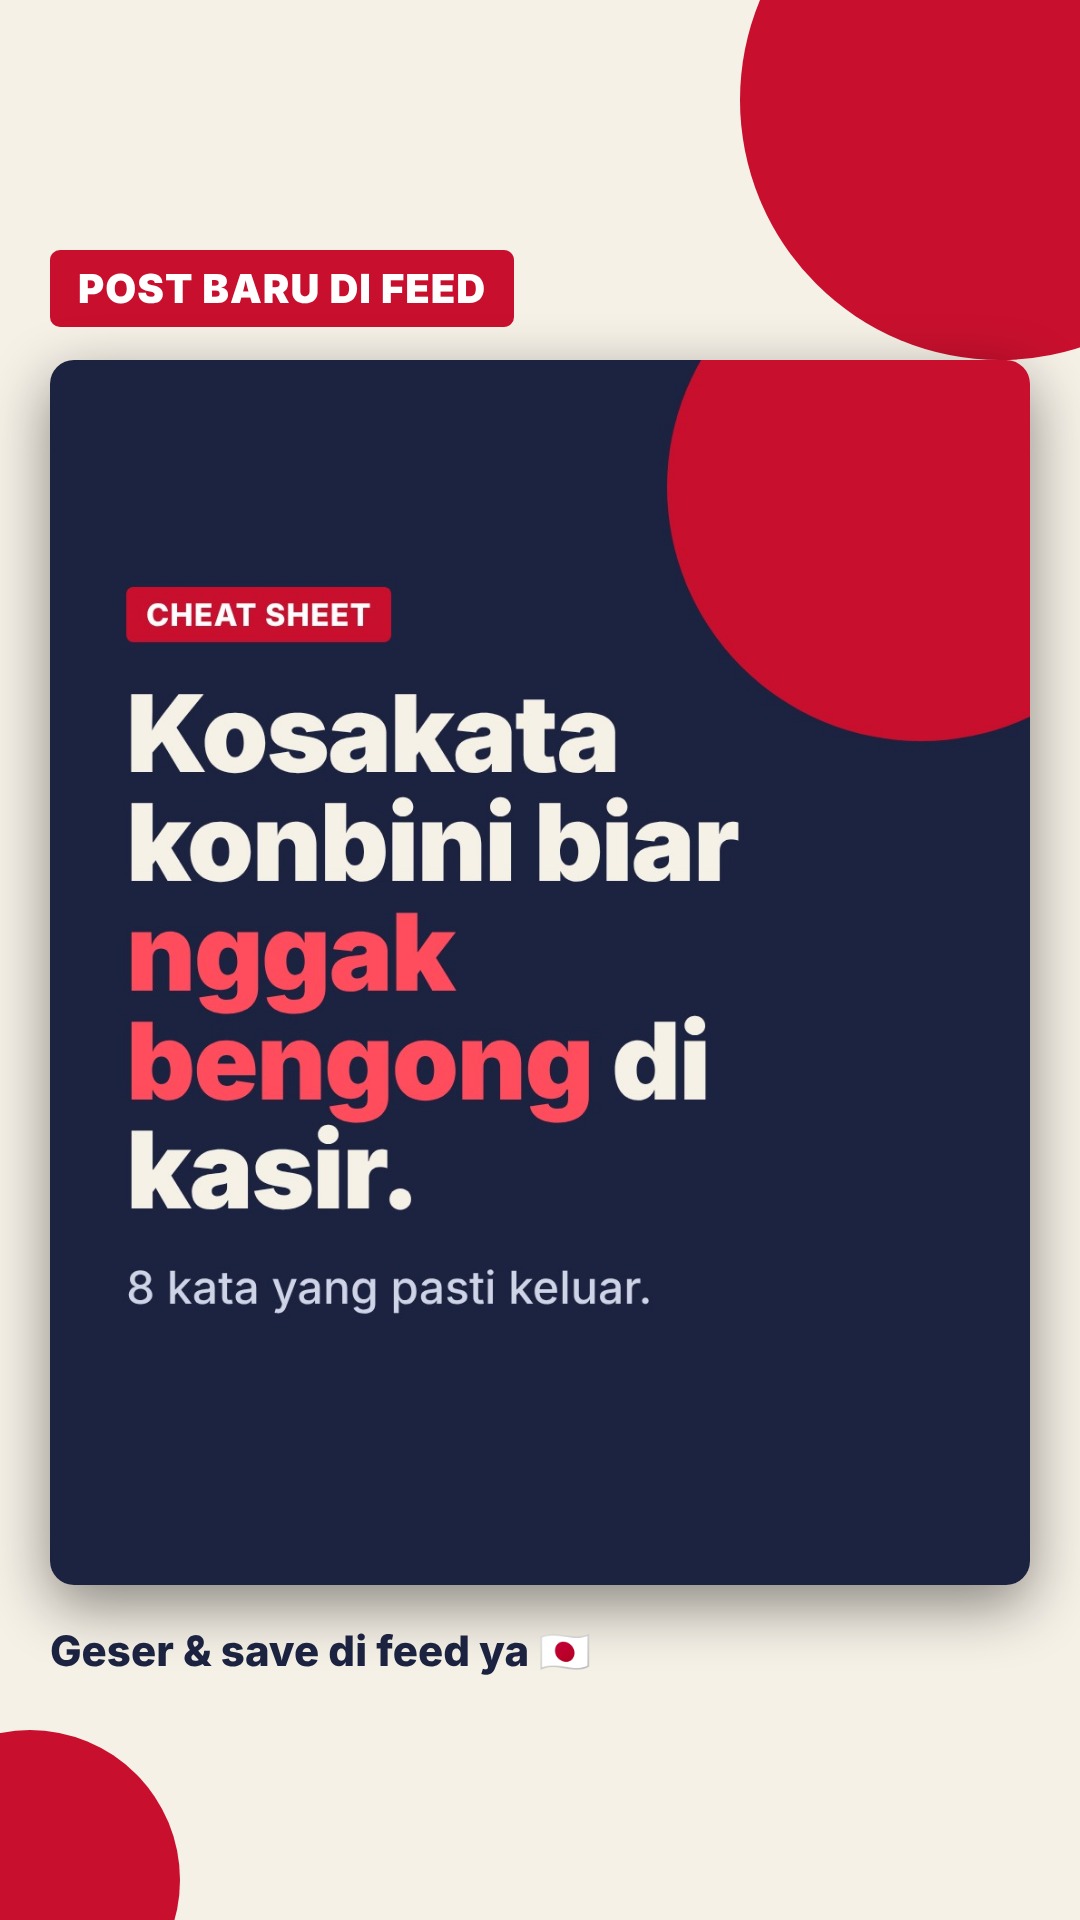 POST BARU DI FEED
CHEAT SHEET
Kosakata
konbini biar
nggak
bengong di
kasir.
8 kata yang pasti keluar.
Geser & save di feed ya 🇯🇵